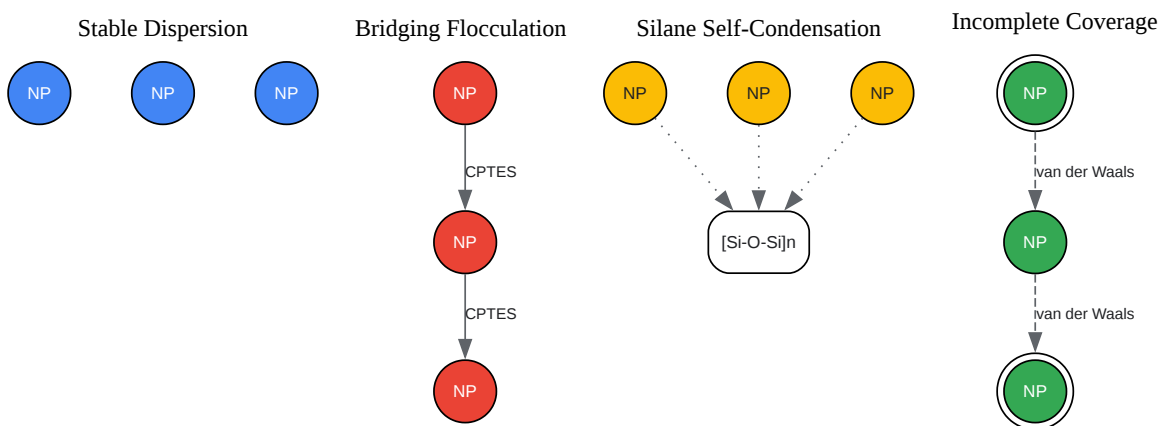 Stable Dispersion
NP
NP
NP
Bridging Flocculation
NP
CPTES
NP
CPTES
NP
Silane Self-Condensation
NP
NP
NP
[Si-O-Si]n
Incomplete Coverage
NP
van der Waals
NP
van der Waals
NP